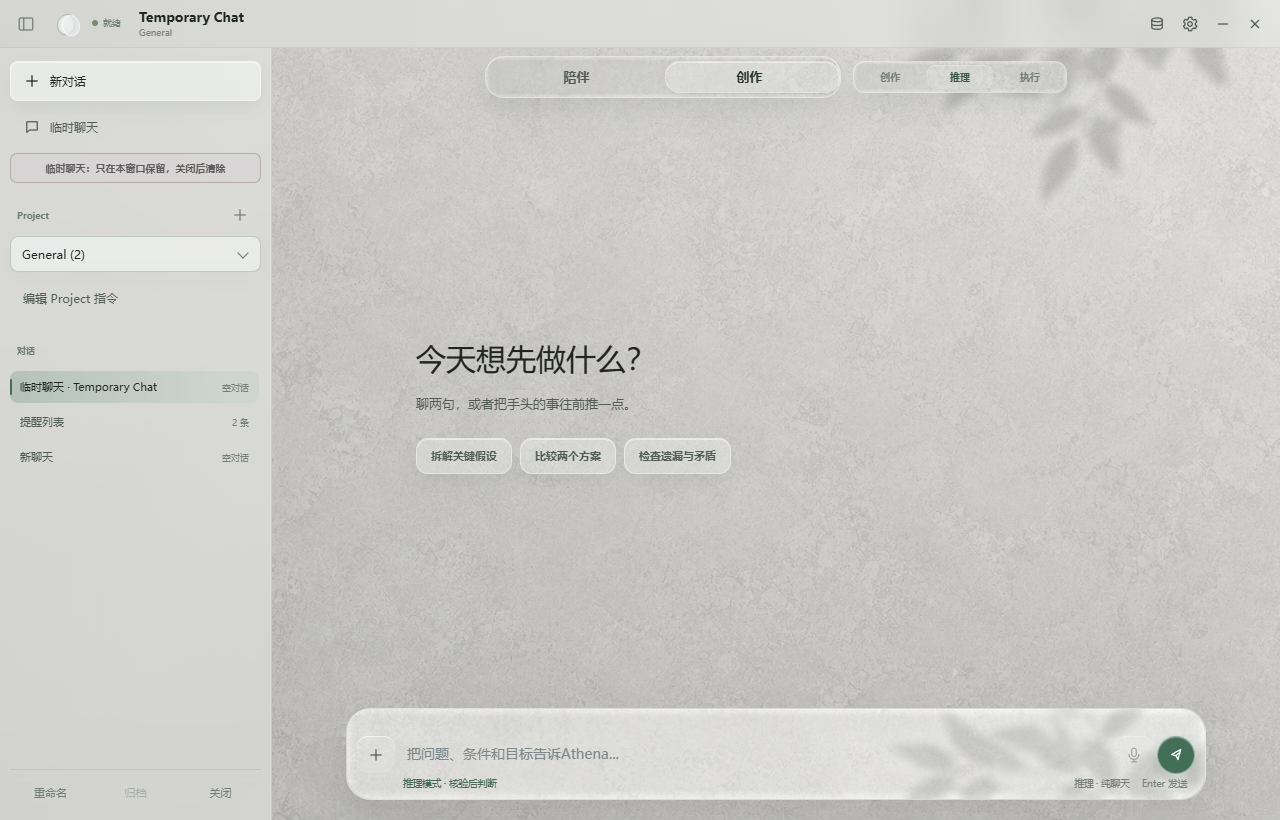 就绪
Temporary Chat
General
新对话
临时聊天
临时聊天：只在本窗口保留，关闭后清除
Project
General (2)
编辑 Project 指令
对话
临时聊天 · Temporary Chat 空对话
提醒列表 2 条
新聊天 空对话
重命名 归档 关闭
陪伴 创作
创作 推理 执行
今天想先做什么？
聊两句，或者把手头的事往前推一点。
拆解关键假设 比较两个方案 检查遗漏与矛盾
把问题、条件和目标告诉Athena...
推理模式 · 核验后判断
推理 · 纯聊天 Enter 发送